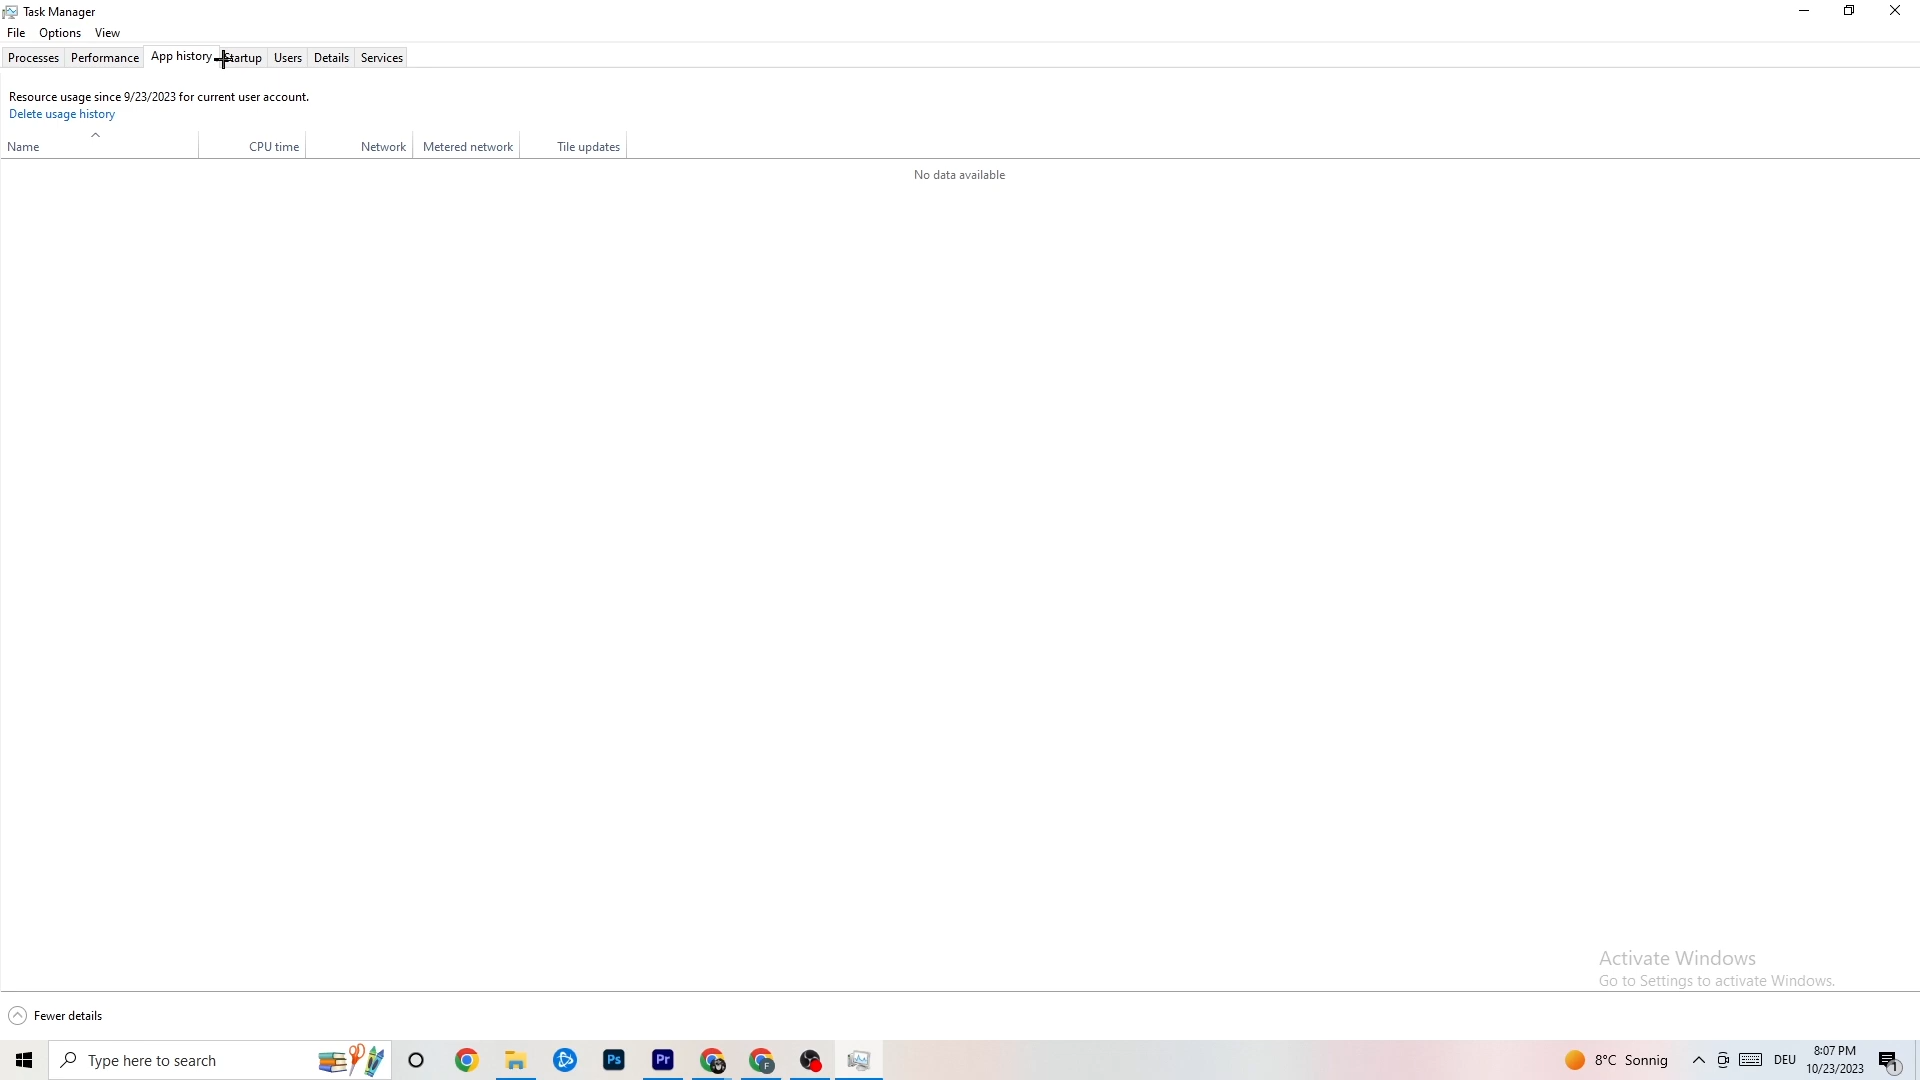 Task Manager
File Options View
Processes Performance App history Startup Users Details Services
Resource usage since 9/23/2023 for current user account.
Delete usage history
Name CPU time Network Metered network Tile updates
No data available
Activate Windows
Go to Settings to activate Windows.
Fewer details
Type here to search Ps Pr F 8°C Sonnig DEU 8:07 PM
10/23/2023 1